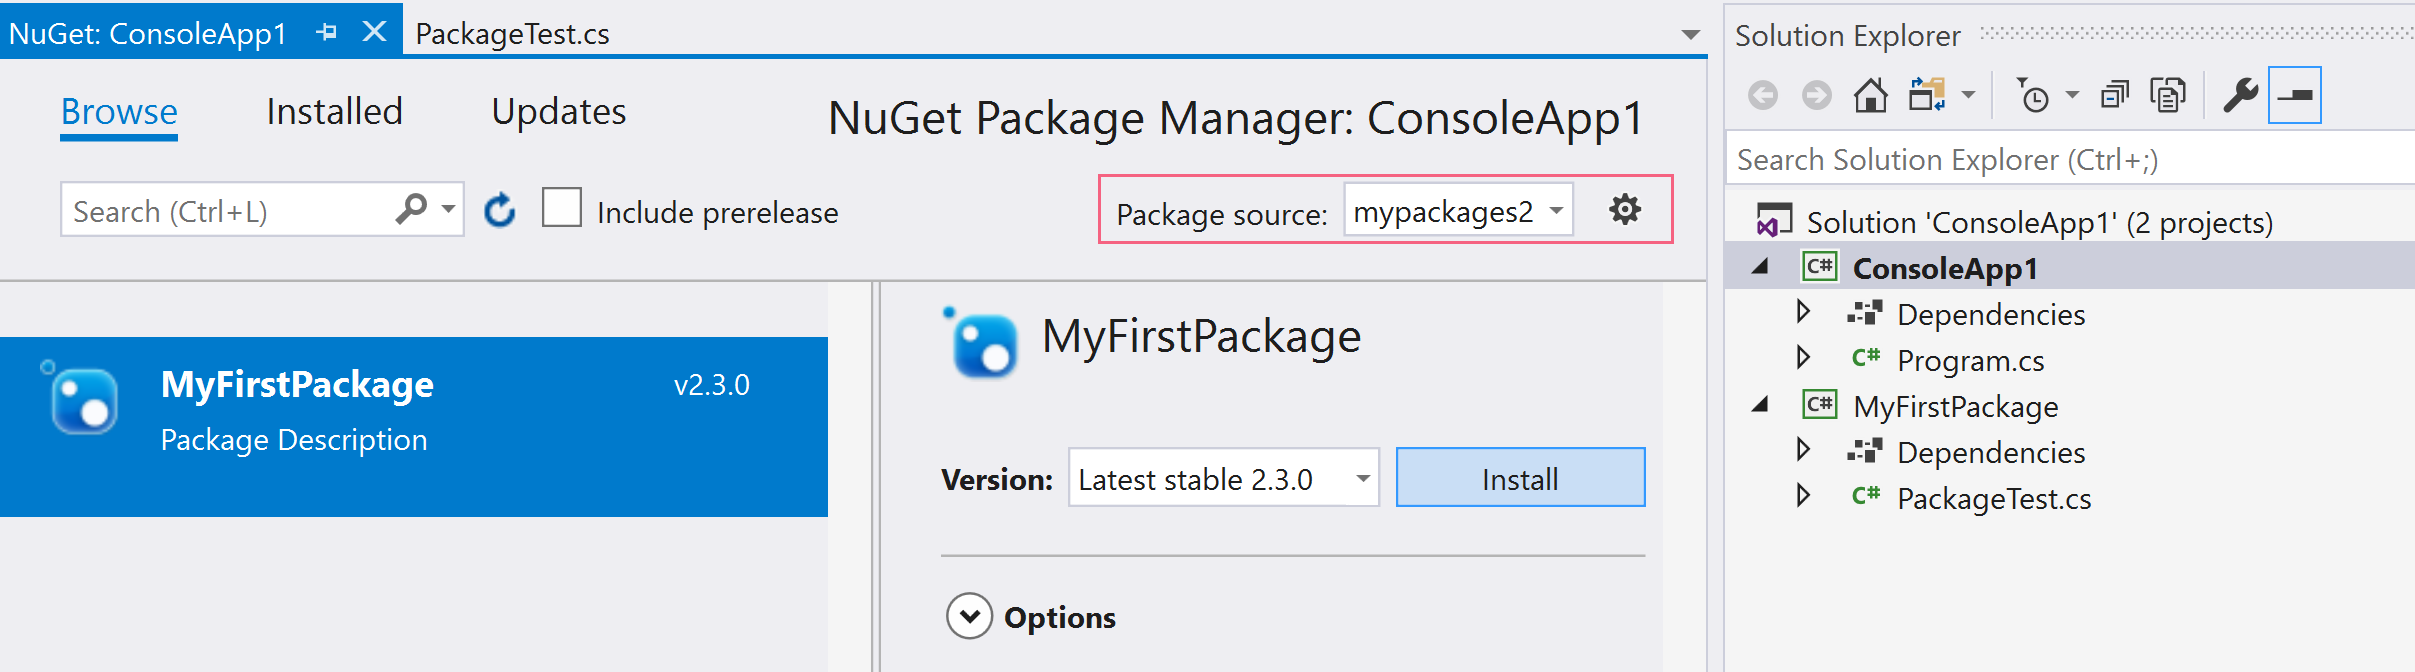 NuGet: ConsoleApp1
PackageTest.cs
Browse
Installed
Updates
NuGet Package Manager: ConsoleApp1
Search (Ctrl+L)
Include prerelease
Package source:
mypackages2
MyFirstPackage
v2.3.0
Package Description
MyFirstPackage
Version:
Latest stable 2.3.0
Install
Options
Solution Explorer
Search Solution Explorer (Ctrl+;)
Solution 'ConsoleApp1' (2 projects)
C# ConsoleApp1
Dependencies
C# Program.cs
C# MyFirstPackage
Dependencies
C# PackageTest.cs